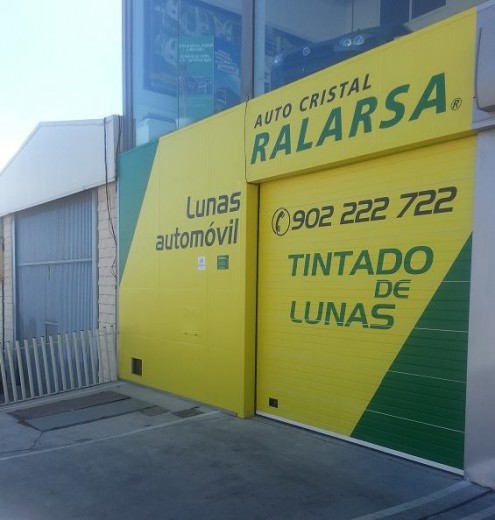 AUTO CRISTAL
RALARSA®
Lunas
automóvil
902 222 722
TINTADO
DE
LUNAS